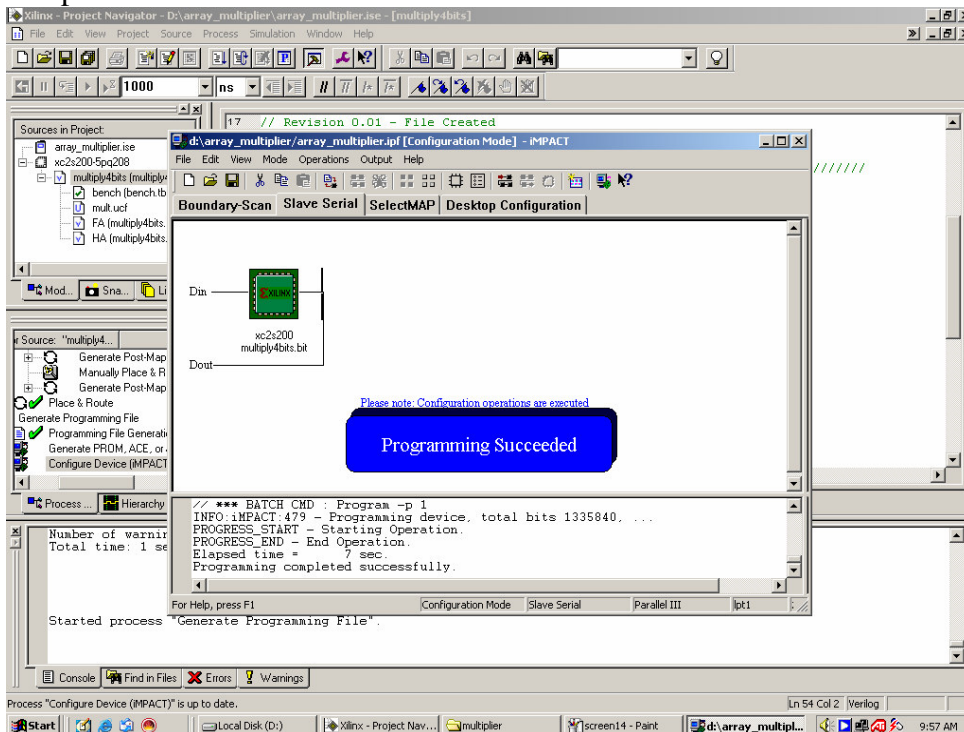 Xilinx - Project Navigator - D:\array_multiplier\array_multiplier.ise - [multiply4bits]
File Edit View Project Source Process Simulation Window Help
1000 ns
Sources in Project:
array_multiplier.ise
xc2s200-5pq208
multiply4bits (multiply4
bench (bench.tb
mult.ucf
FA (multiply4bits.
HA (multiply4bits.
Mod... Sna... Li
17 // Revision 0.01 - File Created
///////
d:\array_multiplier/array_multiplier.ipf [Configuration Mode] - iMPACT
File Edit View Mode Operations Output Help
Boundary-Scan Slave Serial SelectMAP Desktop Configuration
Din
XILINX
xc2s200
multiply4bits.bit
Dout
Please note: Configuration operations are executed
Programming Succeeded
// *** BATCH CMD : Program -p 1
INFO:iMPACT:479 - Programming device, total bits 1335840, ...
PROGRESS_START - Starting Operation.
PROGRESS_END - End Operation.
Elapsed time = 7 sec.
Programming completed successfully.
For Help, press F1 Configuration Mode Slave Serial Parallel III lpt1
Source: "multiply4...
Generate Post-Map
Manually Place & R
Generate Post-Map
Place & Route
Generate Programming File
Programming File Generati
Generate PROM, ACE, or
Configure Device (iMPACT
Process ... Hierarchy
Number of warnin
Total time: 1 se
Started process "Generate Programming File".
Console Find in Files Errors Warnings
Process "Configure Device (iMPACT)" is up to date. Ln 54 Col 2 Verilog
Start Local Disk (D:) Xilinx - Project Nav... multiplier screen14 - Paint d:\array_multipl... 9:57 AM